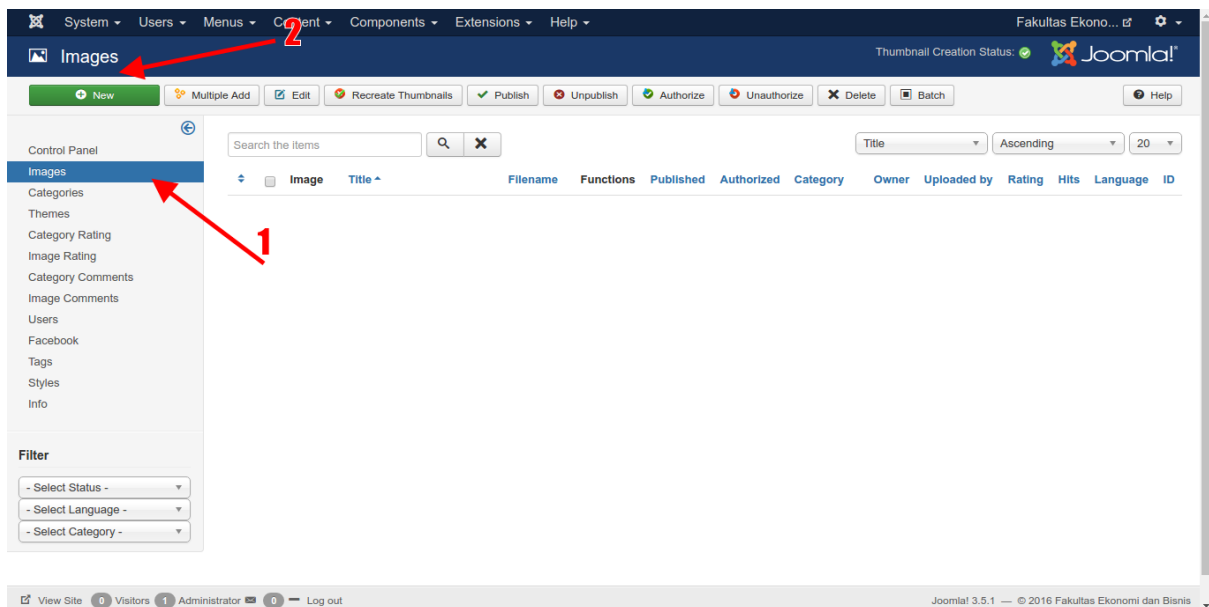 System Users Menus Content Components Extensions Help Fakultas Ekono...
2
Images Thumbnail Creation Status: Joomla!
New Multiple Add Edit Recreate Thumbnails Publish Unpublish Authorize Unauthorize Delete Batch Help
Search the items Title Ascending 20
Control Panel
Images
Image Title Filename Functions Published Authorized Category Owner Uploaded by Rating Hits Language ID
Categories
Themes
Category Rating
1
Image Rating
Category Comments
Image Comments
Users
Facebook
Tags
Styles
Info
Filter
- Select Status -
- Select Language -
- Select Category -
View Site 0 Visitors 1 Administrator 0 Log out Joomla! 3.5.1 — © 2016 Fakultas Ekonomi dan Bisnis